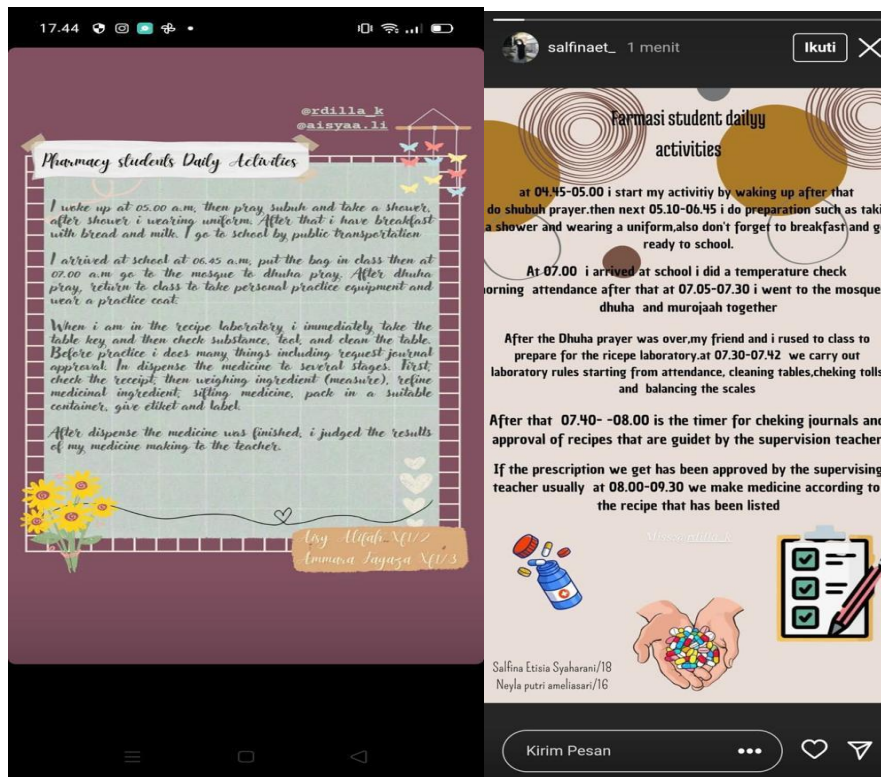 17.44
@rdilla_k
@aisyaa.li
Pharmacy students Daily Activities
I woke up at 05.00 a.m, then pray subuh and take a shower,
after shower i wearing uniform. After that i have breakfast
with bread and milk. I go to school by public transportation
I arrived at school at 06.45 a.m, put the bag in class then at
07.00 a.m go to the mosque to dhuha pray. After dhuha
pray, return to class to take personal practice equipment and
wear a practice coat.
When i am in the recipe laboratory, i immediately take the
table key and then check substance, tool, and clean the table.
Before practice i does many things including request journal
approval. In dispense the medicine to several stages. First,
check the receipt, then weighing ingredient (measure), refine
medicinal ingredient, sifting medicine, pack in a suitable
container, give etiket and label.
After dispense the medicine was finished, i judged the results
of my medicine making to the teacher.
Alifah XF1/2
Ammara XF1/3
salfinaet_ 1 menit
Ikuti
Farmasi student dailyy
activities
at 04.45-05.00 i start my activitiy by waking up after that
do shubuh prayer.then next 05.10-06.45 i do preparation such as taki
a shower and wearing a uniform,also don't forget to breakfast and g
ready to school.
At 07.00 i arrived at school i did a temperature check
orning attendance after that at 07.05-07.30 i went to the mosque
dhuha and murojaah together
After the Dhuha prayer was over,my friend and i rused to class to
prepare for the ricepe laboratory.at 07.30-07.42 we carry out
laboratory rules starting from attendance, cleaning tables,cheking tolls
and balancing the scales
After that 07.40- -08.00 is the timer for cheking journals and
approval of recipes that are guidet by the supervision teacher
If the prescription we get has been approved by the supervising
teacher usually at 08.00-09.30 we make medicine according to
the recipe that has been listed
rdilla_k
Salfina Etisia Syaharani/18
Neyla putri ameliasari/16
Kirim Pesan